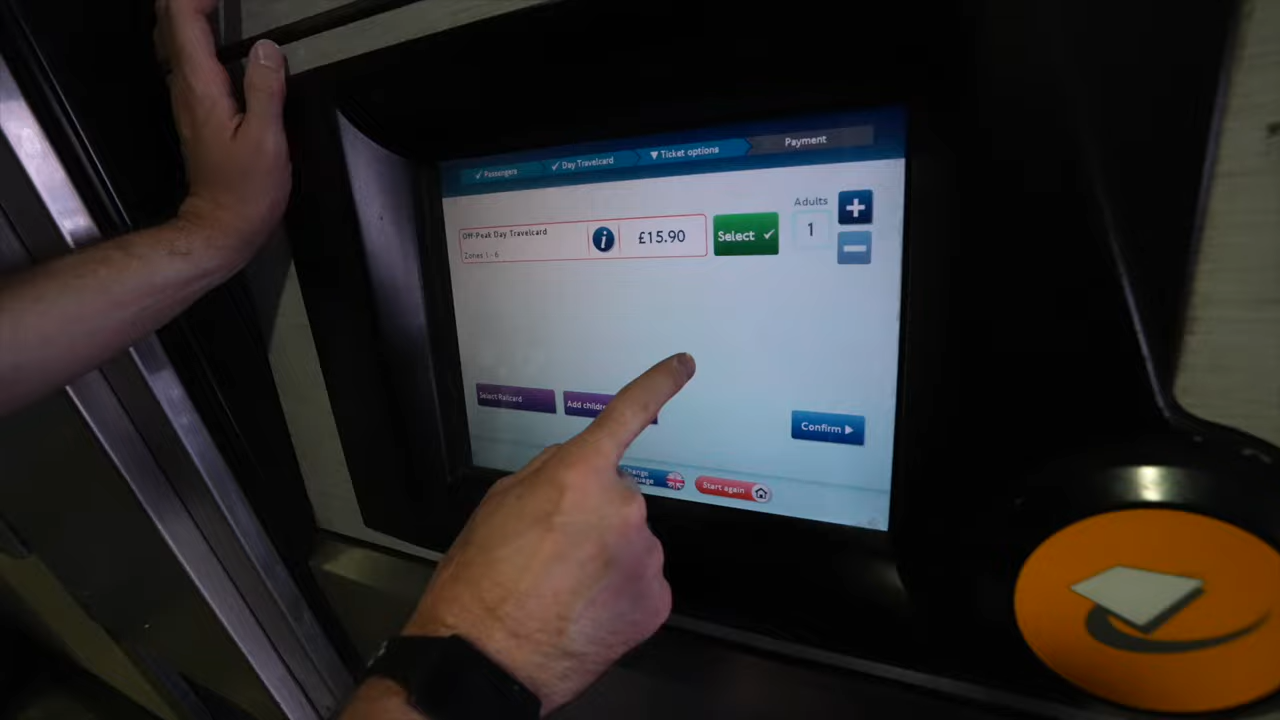 Passengers
Day Travelcard
Ticket options
Payment
Adults
Off-Peak Day Travelcard
Zones 1 - 6
i
£15.90
Select
1
Select Railcard
Add
Confirm
Change
Start again